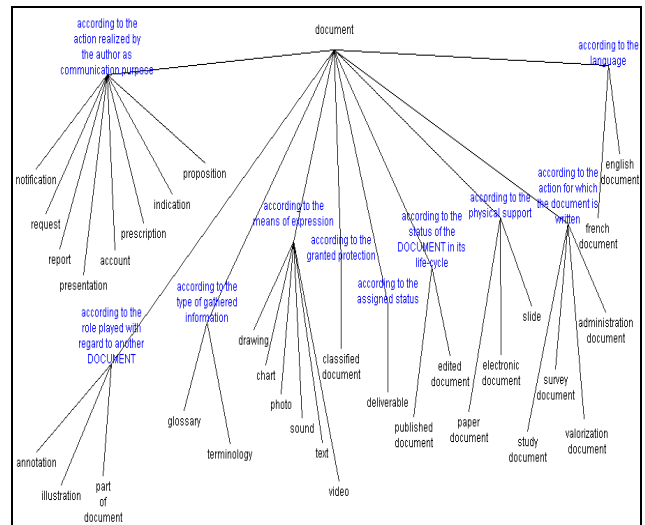 document
according to the
action realized by
the author as
communication purpose
according to the
language
notification
request
report
presentation
account
prescription
indication
proposition
english
document
french
document
according to the
action for which
the document is
written
according to the
physical support
according to the
means of expression
according to the
status of the
DOCUMENT in its
life-cycle
according to the
granted protection
according to the
assigned status
according to the
type of gathered
information
according to the
role played with
regard to another
DOCUMENT
drawing
chart
photo
sound
text
video
classified
document
deliverable
published
document
edited
document
paper
document
electronic
document
slide
study
document
survey
document
valorization
document
administration
document
glossary
terminology
annotation
illustration
part
of
document